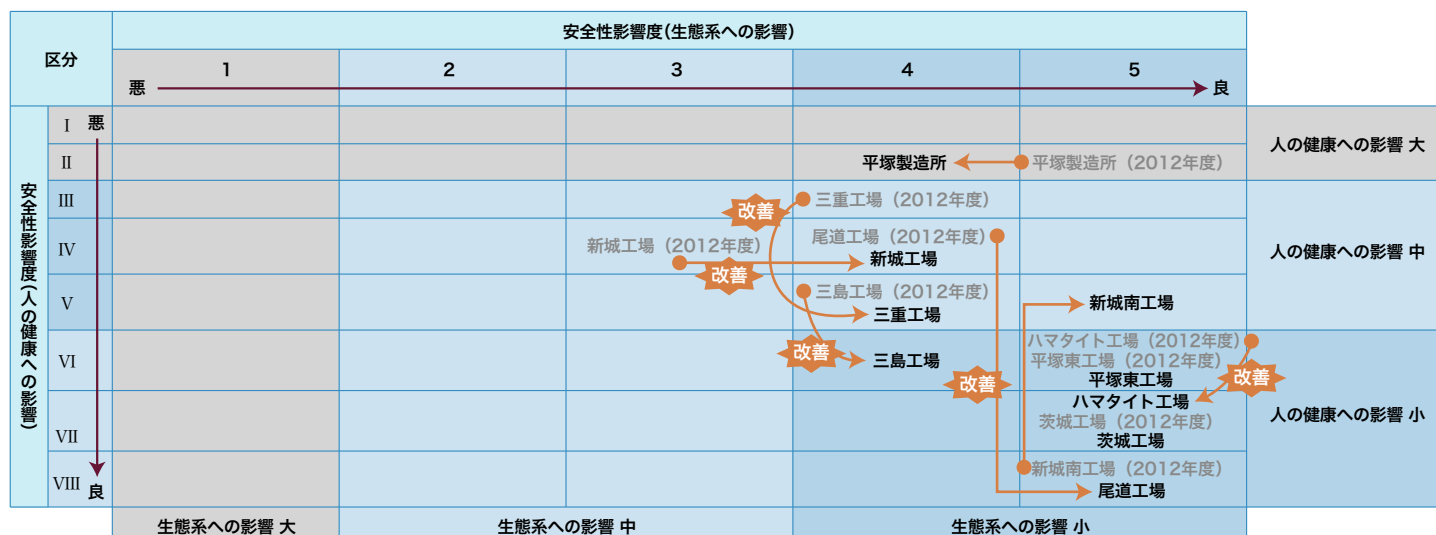 安全性影響度(生態系への影響)
区分
1
2
3
4
5
悪
良
安全性影響度(人の健康への影響)
I
悪
人の健康への影響 大
II
平塚製造所
平塚製造所（2012年度）
III
三重工場（2012年度）
改善
IV
新城工場（2012年度）
尾道工場（2012年度）
新城工場
改善
人の健康への影響 中
V
三島工場（2012年度）
三重工場
新城南工場
VI
改善
三島工場
改善
ハマタイト工場（2012年度）
平塚東工場（2012年度）
平塚東工場
改善
ハマタイト工場
人の健康への影響 小
VII
茨城工場（2012年度）
茨城工場
VIII
良
新城南工場（2012年度）
尾道工場
生態系への影響 大
生態系への影響 中
生態系への影響 小